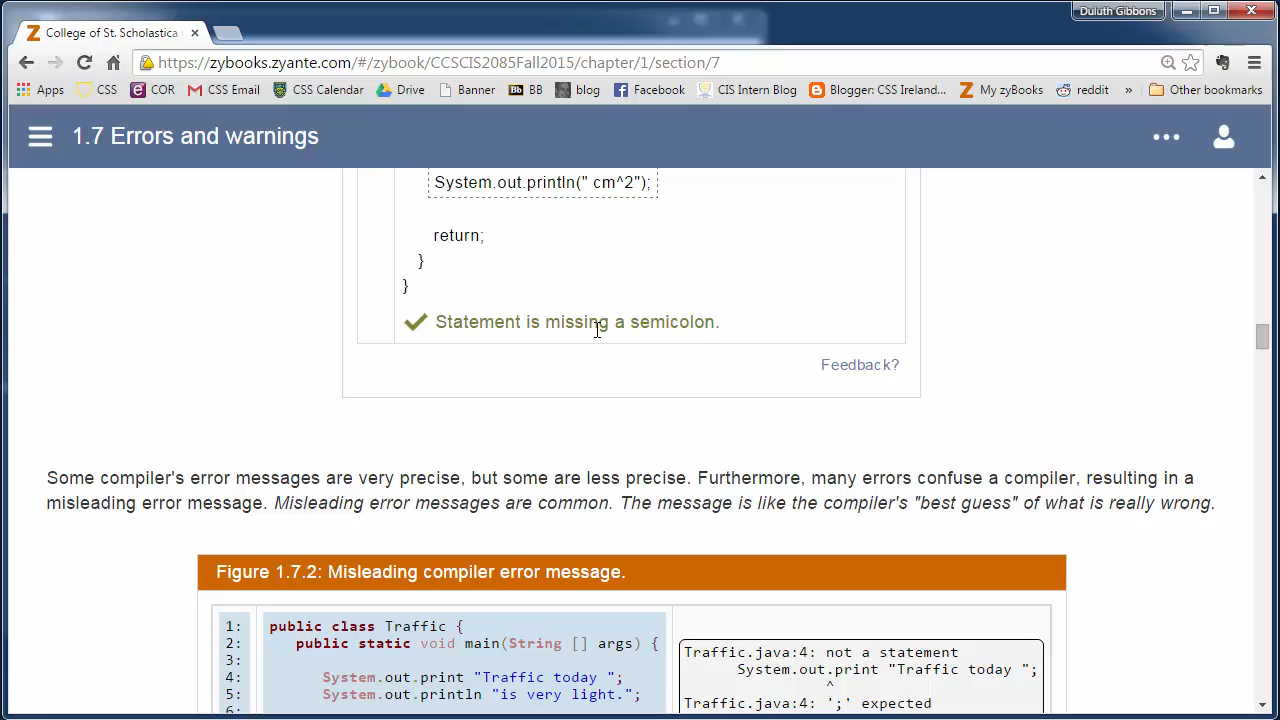 Duluth Gibbons
College of St. Scholastica
https://zybooks.zyante.com/#/zybook/CCSCIS2085Fall2015/chapter/1/section/7
Apps CSS COR CSS Email CSS Calendar Drive Banner Bb BB blog Facebook CIS Intern Blog Blogger: CSS Ireland... My zyBooks reddit » Other bookmarks
1.7 Errors and warnings
System.out.println(" cm^2");
return;
}
}
Statement is missing a semicolon.
Feedback?
Some compiler's error messages are very precise, but some are less precise. Furthermore, many errors confuse a compiler, resulting in a
misleading error message. Misleading error messages are common. The message is like the compiler's "best guess" of what is really wrong.
Figure 1.7.2: Misleading compiler error message.
1: public class Traffic {
2: public static void main(String [] args) {
3:
4: System.out.print "Traffic today ";
5: System.out.println "is very light.";
6:
Traffic.java:4: not a statement
System.out.print "Traffic today ";
^
Traffic.java:4: ';' expected